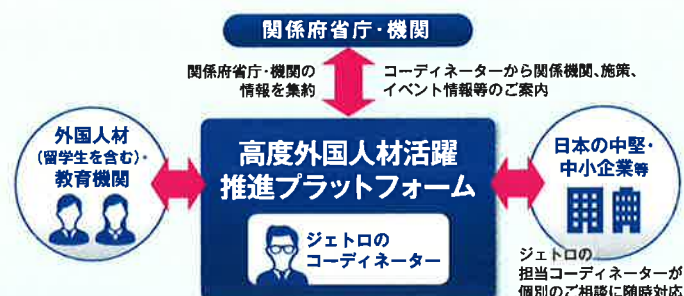 関係府省庁・機関
関係府省庁・機関の
情報を集約
コーディネーターから関係機関、施策、
イベント情報等のご案内
外国人材
(留学生を含む)・
教育機関
高度外国人材活躍
推進プラットフォーム
ジェトロの
コーディネーター
日本の中堅・
中小企業等
ジェトロの
担当コーディネーターが
個別のご相談に随時対応